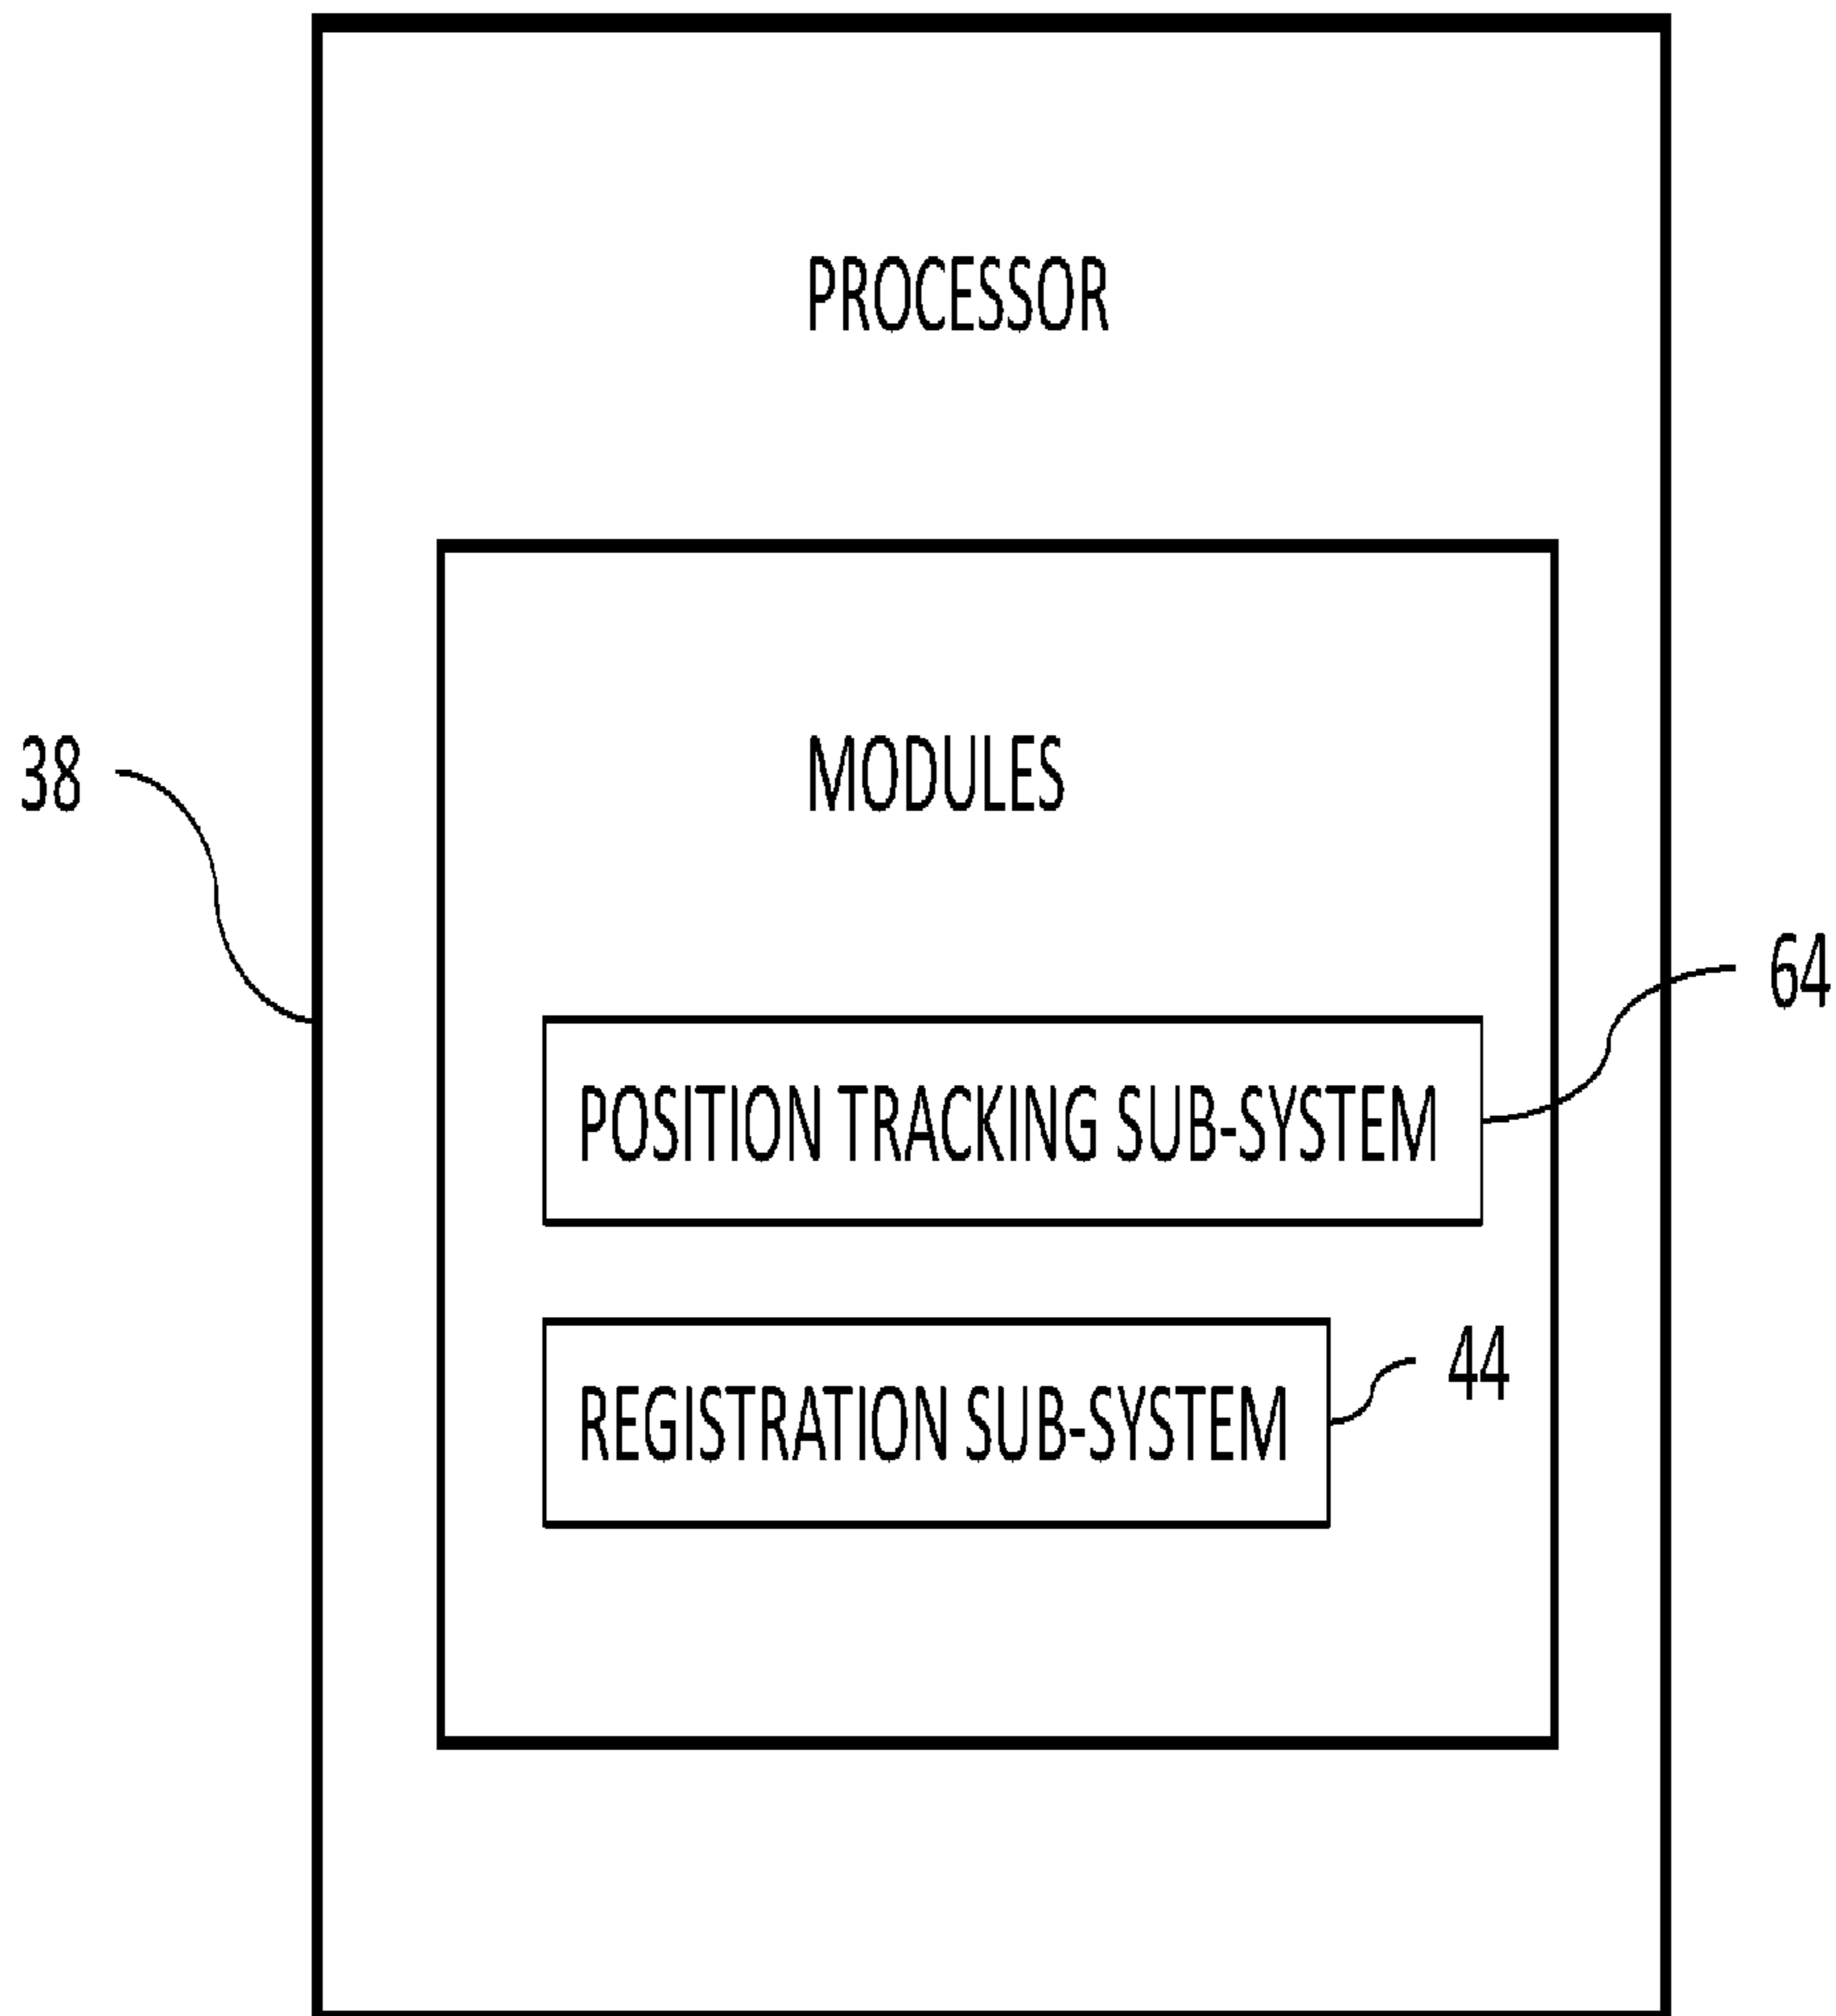 PROCESSOR
MODULES
38
64
POSITION TRACKING SUB-SYSTEM
44
REGISTRATION SUB-SYSTEM